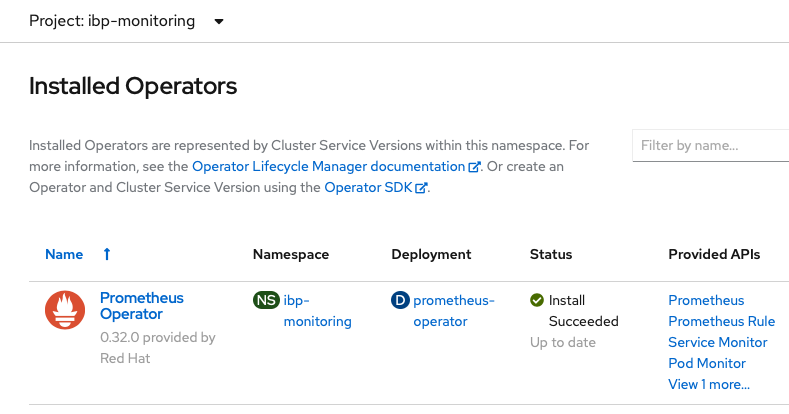 Project: ibp-monitoring
Installed Operators
Installed Operators are represented by Cluster Service Versions within this namespace. For
more information, see the Operator Lifecycle Manager documentation. Or create an
Operator and Cluster Service Version using the Operator SDK.
Filter by name...
Name Namespace Deployment Status Provided APIs
Prometheus
Operator
0.32.0 provided by
Red Hat
NS ibp-
monitoring
D prometheus-
operator
Install
Succeeded
Up to date
Prometheus
Prometheus Rule
Service Monitor
Pod Monitor
View 1 more...